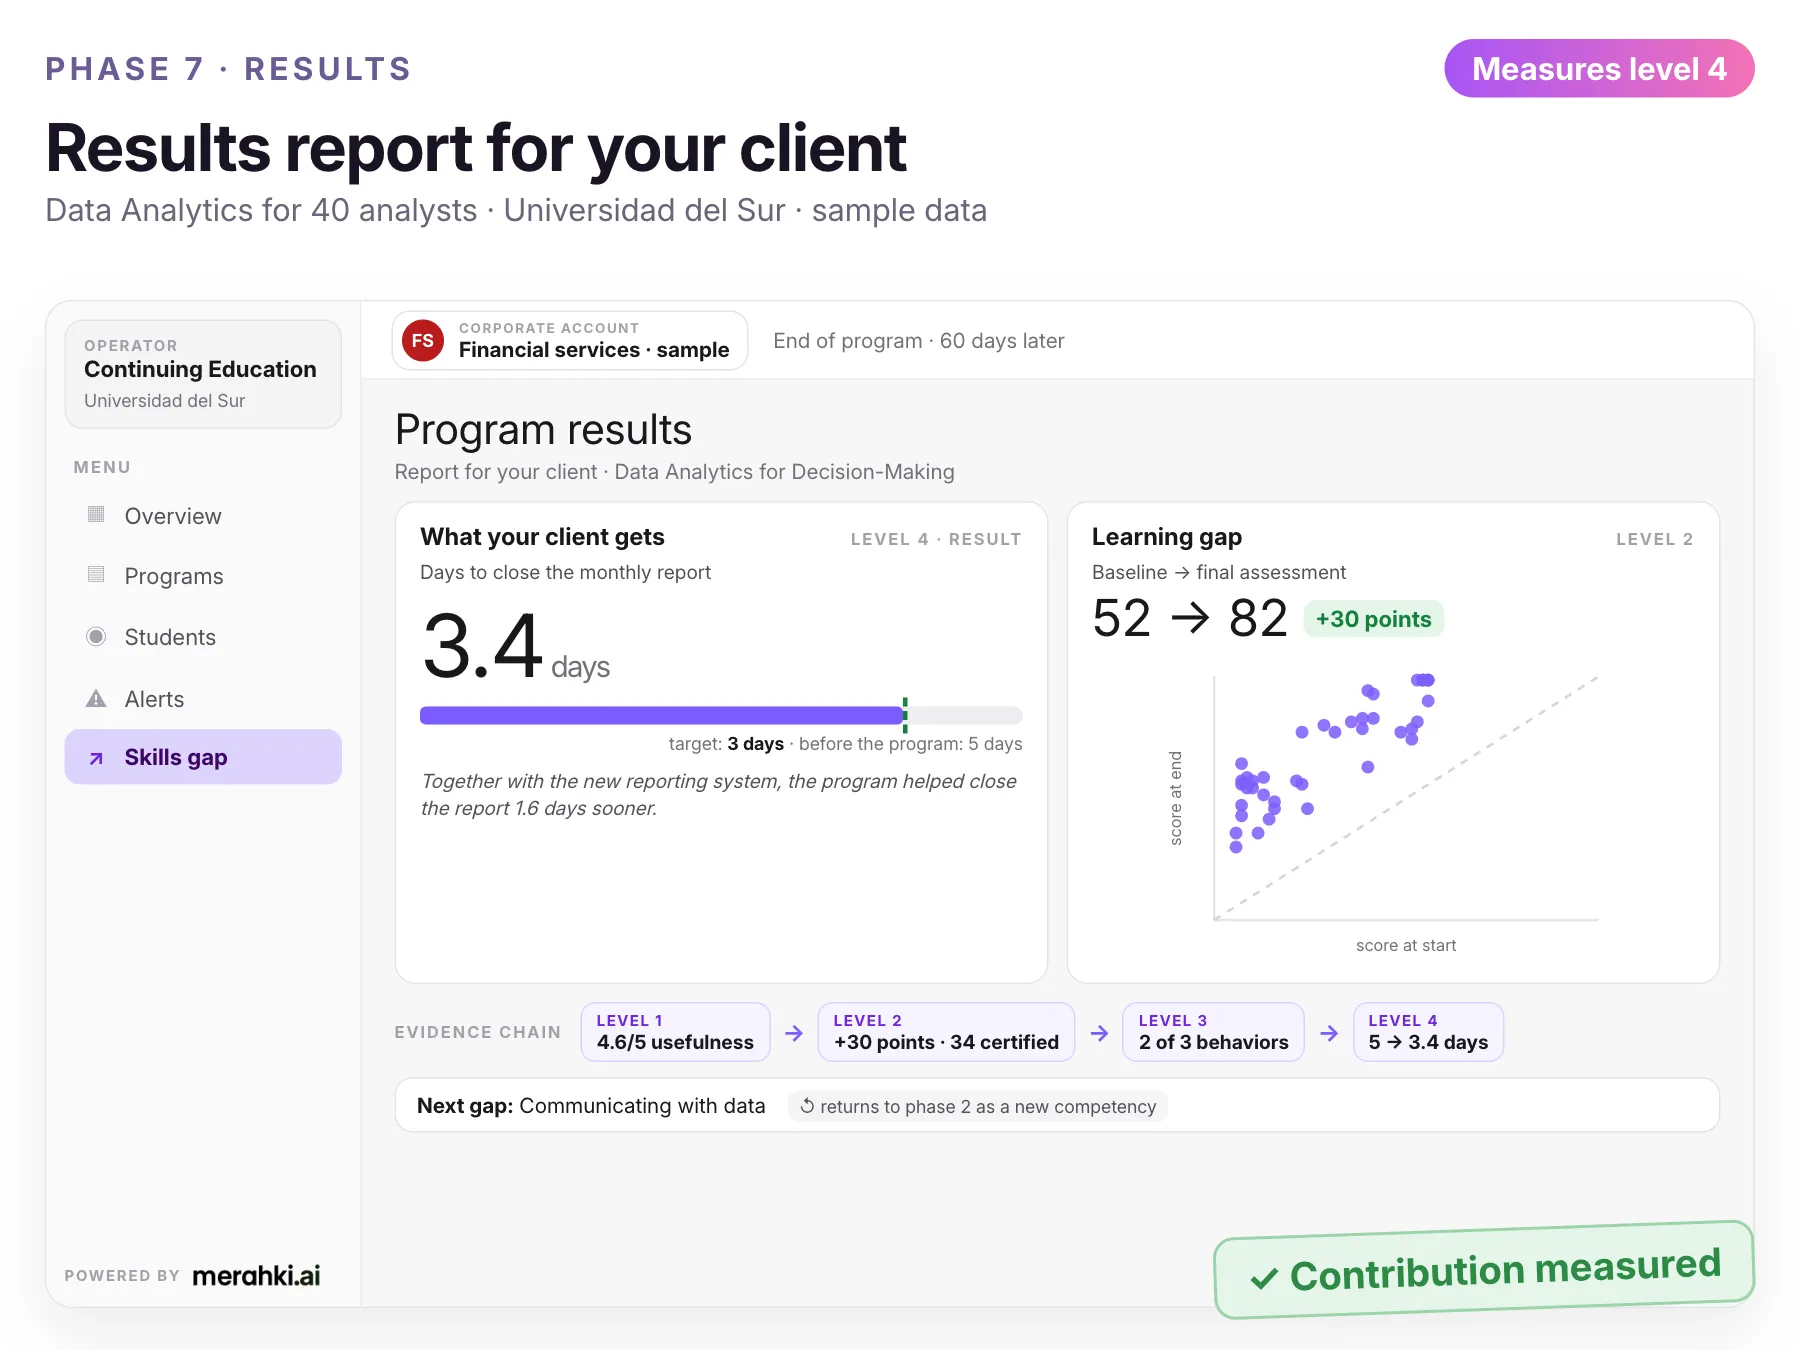 PHASE 7 · RESULTS
Measures level 4
Results report for your client
Data Analytics for 40 analysts · Universidad del Sur · sample data
OPERATOR
Continuing Education
Universidad del Sur
MENU
Overview
Programs
Students
Alerts
Skills gap
POWERED BY merahki.ai
FS
CORPORATE ACCOUNT
Financial services · sample
End of program · 60 days later
Program results
Report for your client · Data Analytics for Decision-Making
What your client gets
LEVEL 4 · RESULT
Days to close the monthly report
3.4 days
target: 3 days · before the program: 5 days
Together with the new reporting system, the program helped close
the report 1.6 days sooner.
Learning gap
LEVEL 2
Baseline → final assessment
52 → 82 +30 points
score at end
score at start
EVIDENCE CHAIN
LEVEL 1
4.6/5 usefulness
→
LEVEL 2
+30 points · 34 certified
→
LEVEL 3
2 of 3 behaviors
→
LEVEL 4
5 → 3.4 days
Next gap: Communicating with data ↺ returns to phase 2 as a new competency
✓ Contribution measured